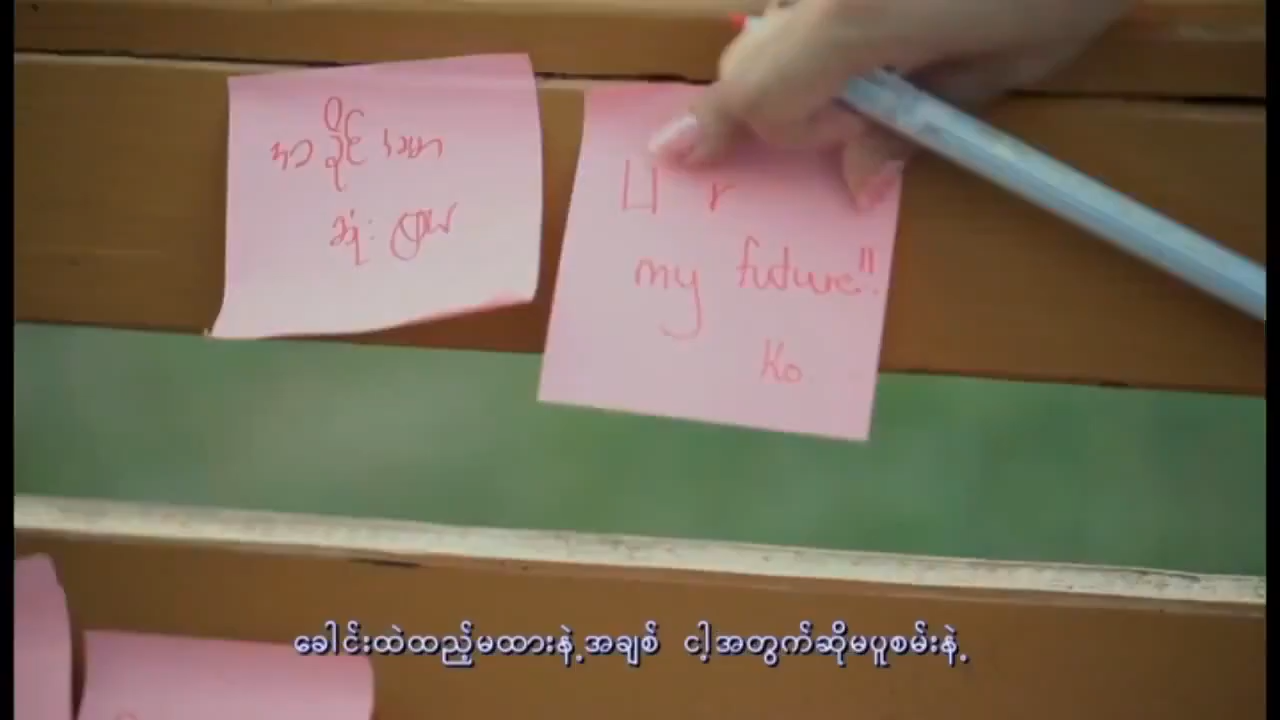 U r
my future!!
Ko
ခေါင်းထဲထည့်မထားနဲ့အချစ် ငါ့အတွက်ဆိုမပူစမ်းနဲ့